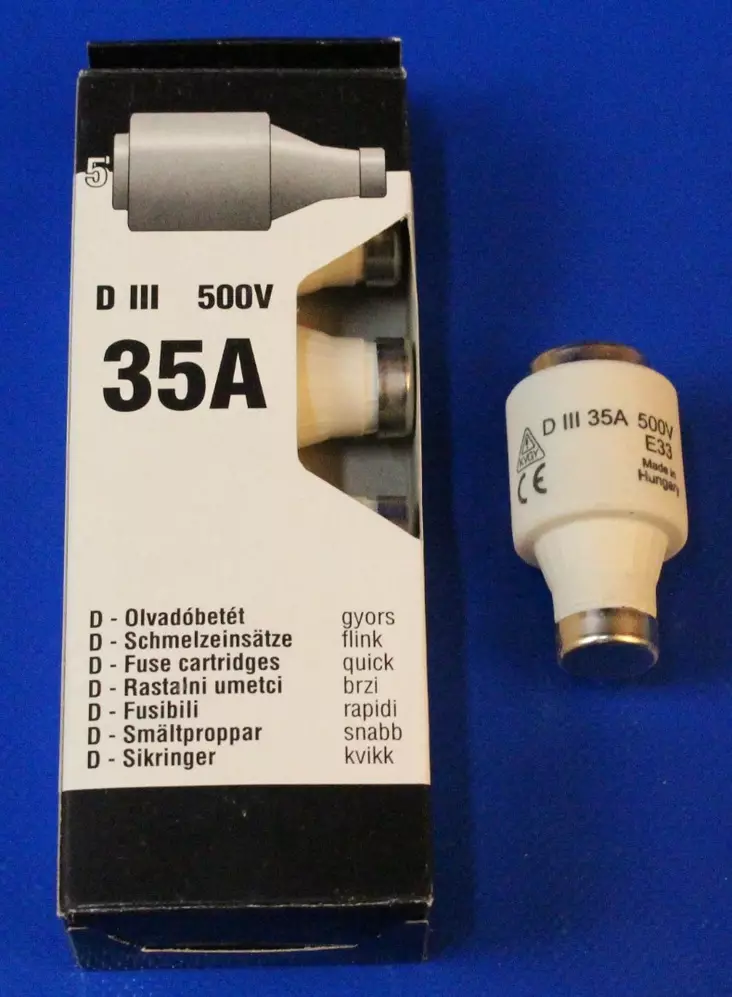 5
D III 500V
35A
D - Olvadóbetét gyors
D - Schmelzeinsätze flink
D - Fuse cartridges quick
D - Rastalni umetci brzi
D - Fusibili rapidi
D - Smältproppar snabb
D - Sikringer kvikk
D III 35A 500V
E33
Made in
Hungary
KVGY
CE